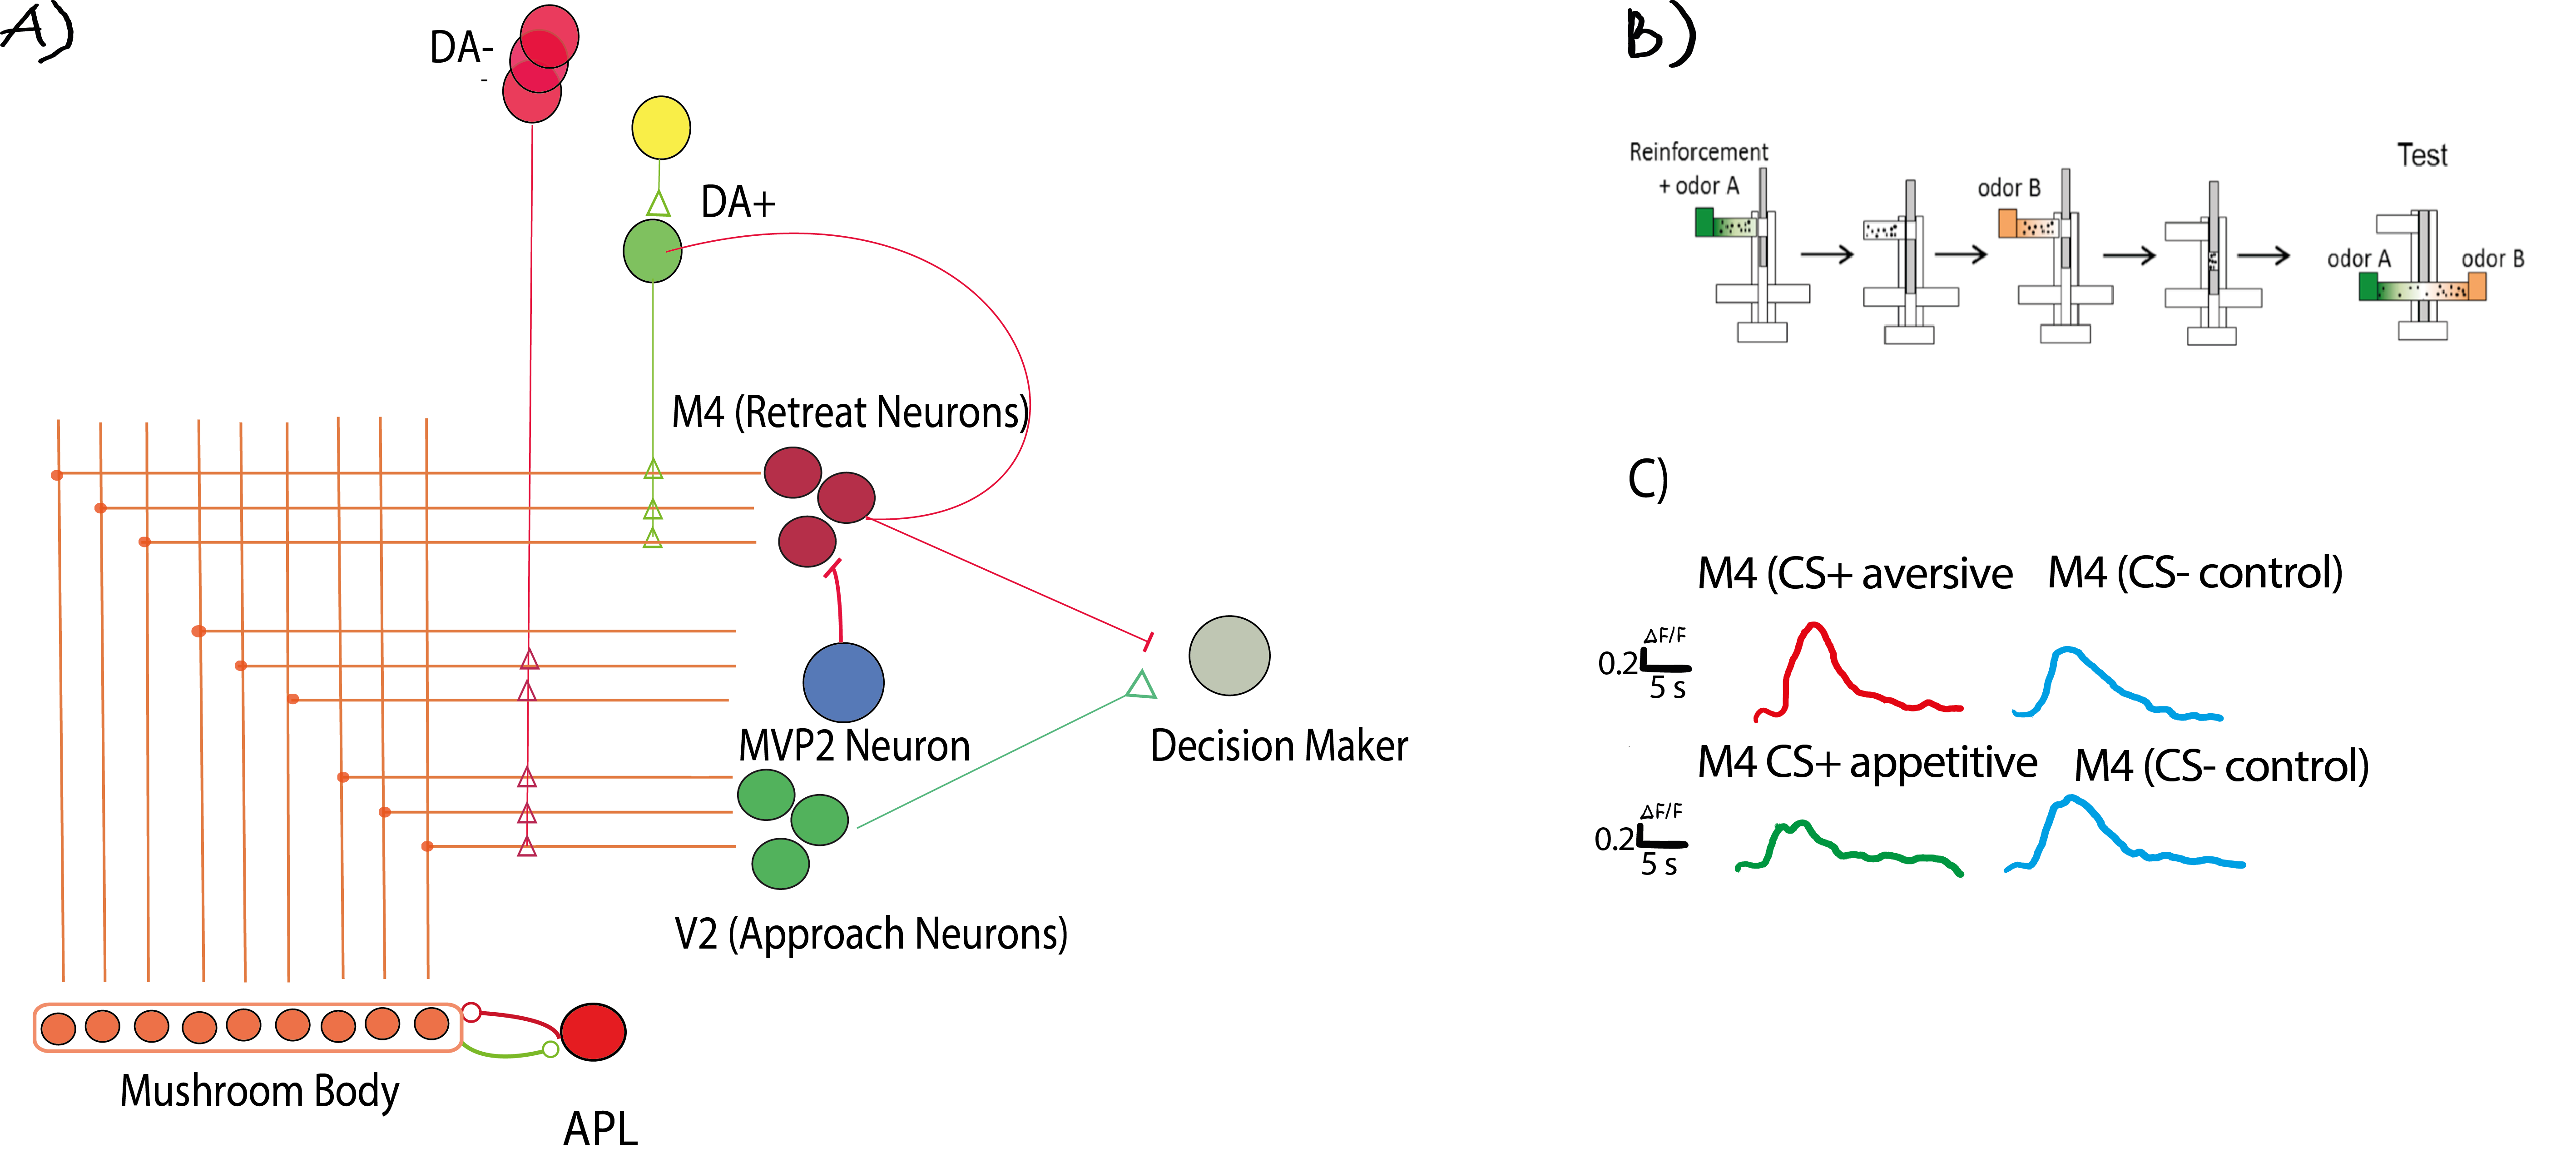 A)
DA-
-
DA+
M4 (Retreat Neurons)
MVP2 Neuron
Decision Maker
V2 (Approach Neurons)
Mushroom Body
APL
B)
Reinforcement
+ odor A
odor B
Test
odor A
odor B
C)
M4 (CS+ aversive
M4 (CS- control)
ΔF/F
0.2
5 s
M4 CS+ appetitive
M4 (CS- control)
ΔF/F
0.2
5 s